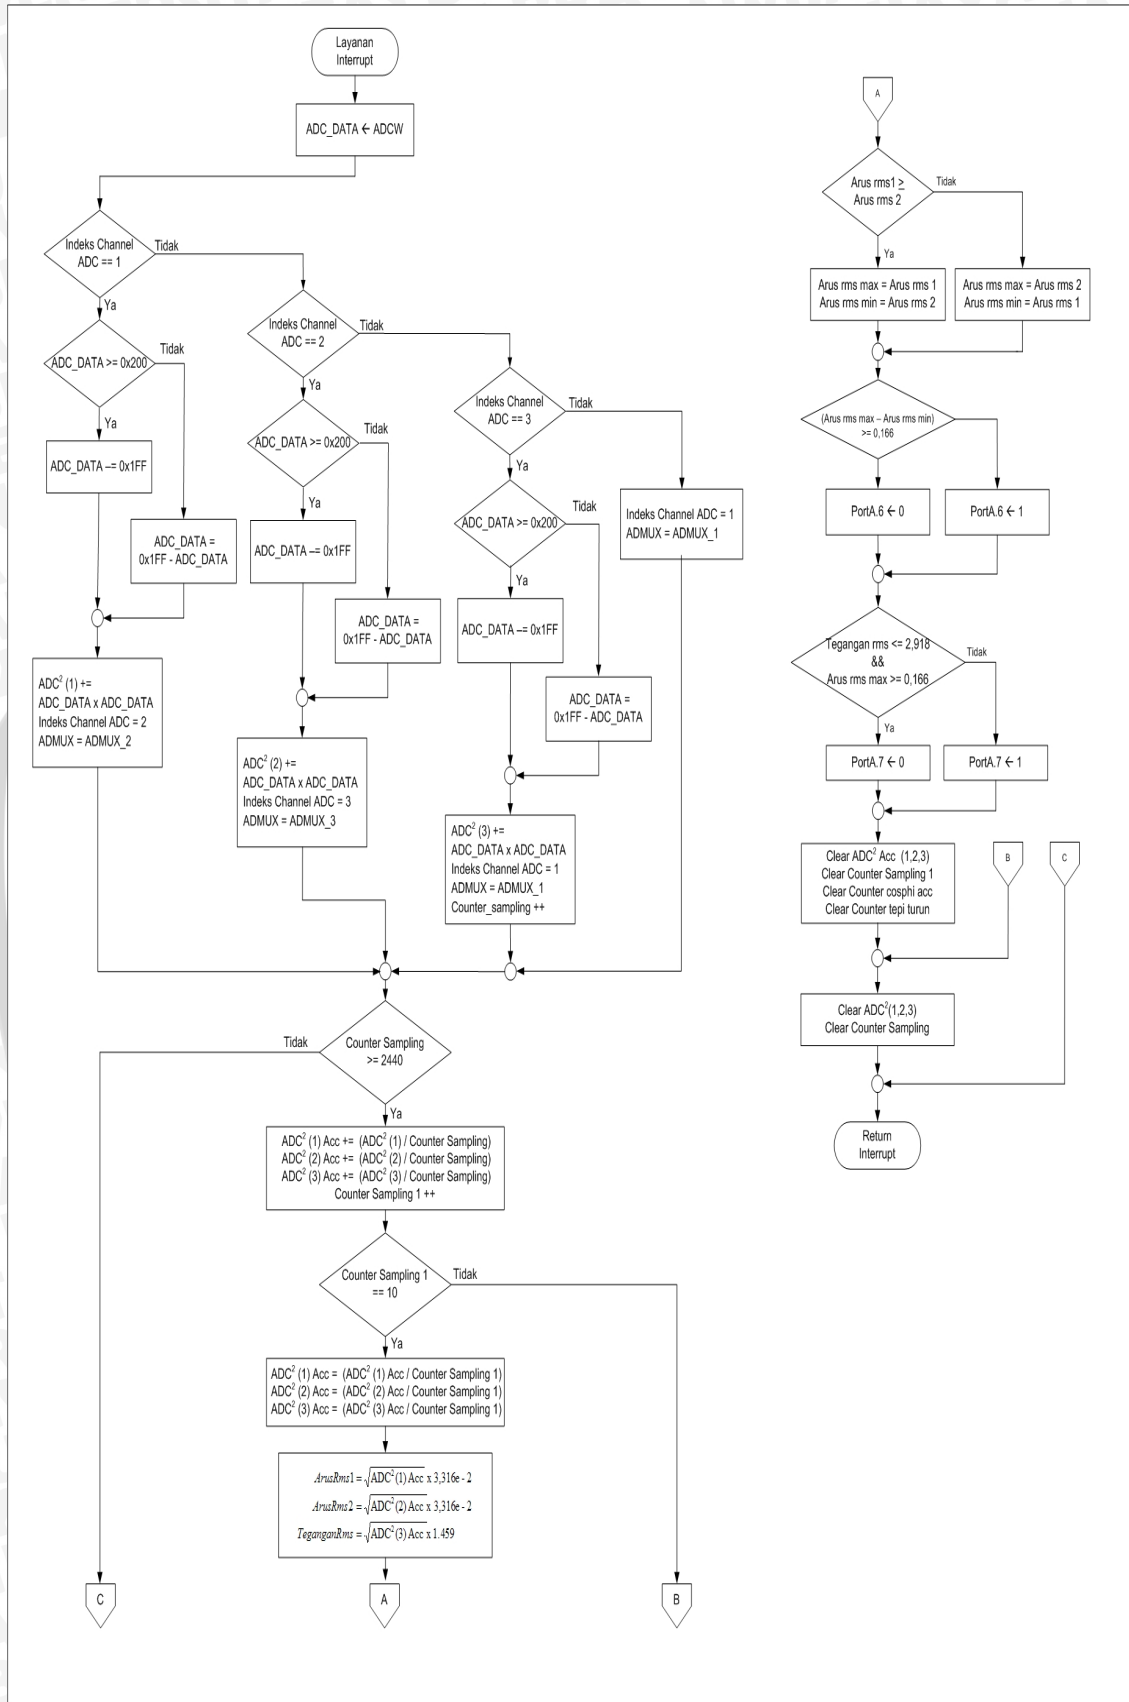 Layanan
Interrupt
ADC_DATA ← ADCW
Indeks Channel
ADC == 1
Tidak
Ya
ADC_DATA >= 0x200
Tidak
Ya
ADC_DATA –= 0x1FF
ADC_DATA =
0x1FF - ADC_DATA
ADC² (1) +=
ADC_DATA x ADC_DATA
Indeks Channel ADC = 2
ADMUX = ADMUX_2
Indeks Channel
ADC == 2
Tidak
Ya
ADC_DATA >= 0x200
Tidak
Ya
ADC_DATA –= 0x1FF
ADC_DATA =
0x1FF - ADC_DATA
ADC² (2) +=
ADC_DATA x ADC_DATA
Indeks Channel ADC = 3
ADMUX = ADMUX_3
Indeks Channel
ADC == 3
Tidak
Ya
ADC_DATA >= 0x200
Tidak
Ya
ADC_DATA –= 0x1FF
ADC_DATA =
0x1FF - ADC_DATA
ADC² (3) +=
ADC_DATA x ADC_DATA
Indeks Channel ADC = 1
ADMUX = ADMUX_1
Counter_sampling ++
Indeks Channel ADC = 1
ADMUX = ADMUX_1
Counter Sampling
>= 2440
Tidak
Ya
ADC² (1) Acc += (ADC² (1) / Counter Sampling)
ADC² (2) Acc += (ADC² (2) / Counter Sampling)
ADC² (3) Acc += (ADC² (3) / Counter Sampling)
Counter Sampling 1 ++
Counter Sampling 1
== 10
Tidak
Ya
ADC² (1) Acc = (ADC² (1) Acc / Counter Sampling 1)
ADC² (2) Acc = (ADC² (2) Acc / Counter Sampling 1)
ADC² (3) Acc = (ADC² (3) Acc / Counter Sampling 1)
ArusRms1 = √ADC²(1) Acc x 3,316e - 2
ArusRms2 = √ADC²(2) Acc x 3,316e - 2
TeganganRms = √ADC²(3) Acc x 1.459
C
A
B
A
Arus rms1 ≥
Arus rms 2
Tidak
Ya
Arus rms max = Arus rms 1
Arus rms min = Arus rms 2
Arus rms max = Arus rms 2
Arus rms min = Arus rms 1
(Arus rms max – Arus rms min)
>= 0,166
PortA.6 ← 0
PortA.6 ← 1
Tegangan rms <= 2,918
&&
Arus rms max >= 0,166
Tidak
Ya
PortA.7 ← 0
PortA.7 ← 1
Clear ADC² Acc (1,2,3)
Clear Counter Sampling 1
Clear Counter cosphi acc
Clear Counter tepi turun
B
C
Clear ADC²(1,2,3)
Clear Counter Sampling
Return
Interrupt